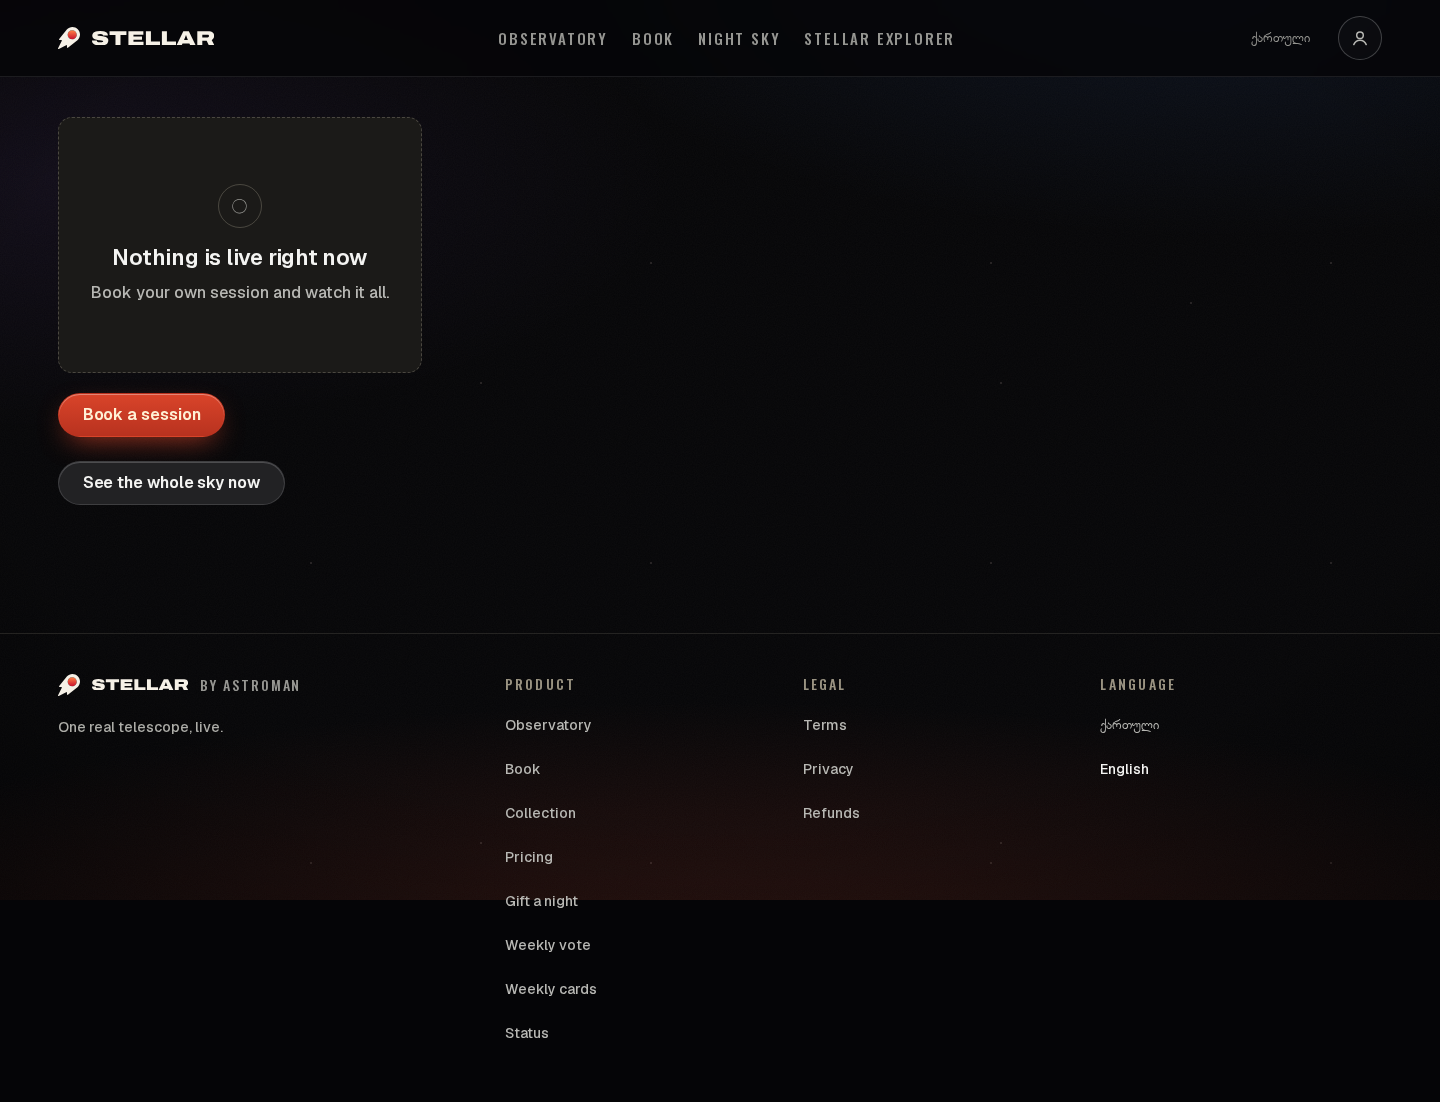 STELLAR
OBSERVATORY BOOK NIGHT SKY STELLAR EXPLORER
ქართული
Nothing is live right now
Book your own session and watch it all.
Book a session
See the whole sky now
STELLAR BY ASTROMAN
One real telescope, live.
PRODUCT
Observatory
Book
Collection
Pricing
Gift a night
Weekly vote
Weekly cards
Status
LEGAL
Terms
Privacy
Refunds
LANGUAGE
ქართული
English